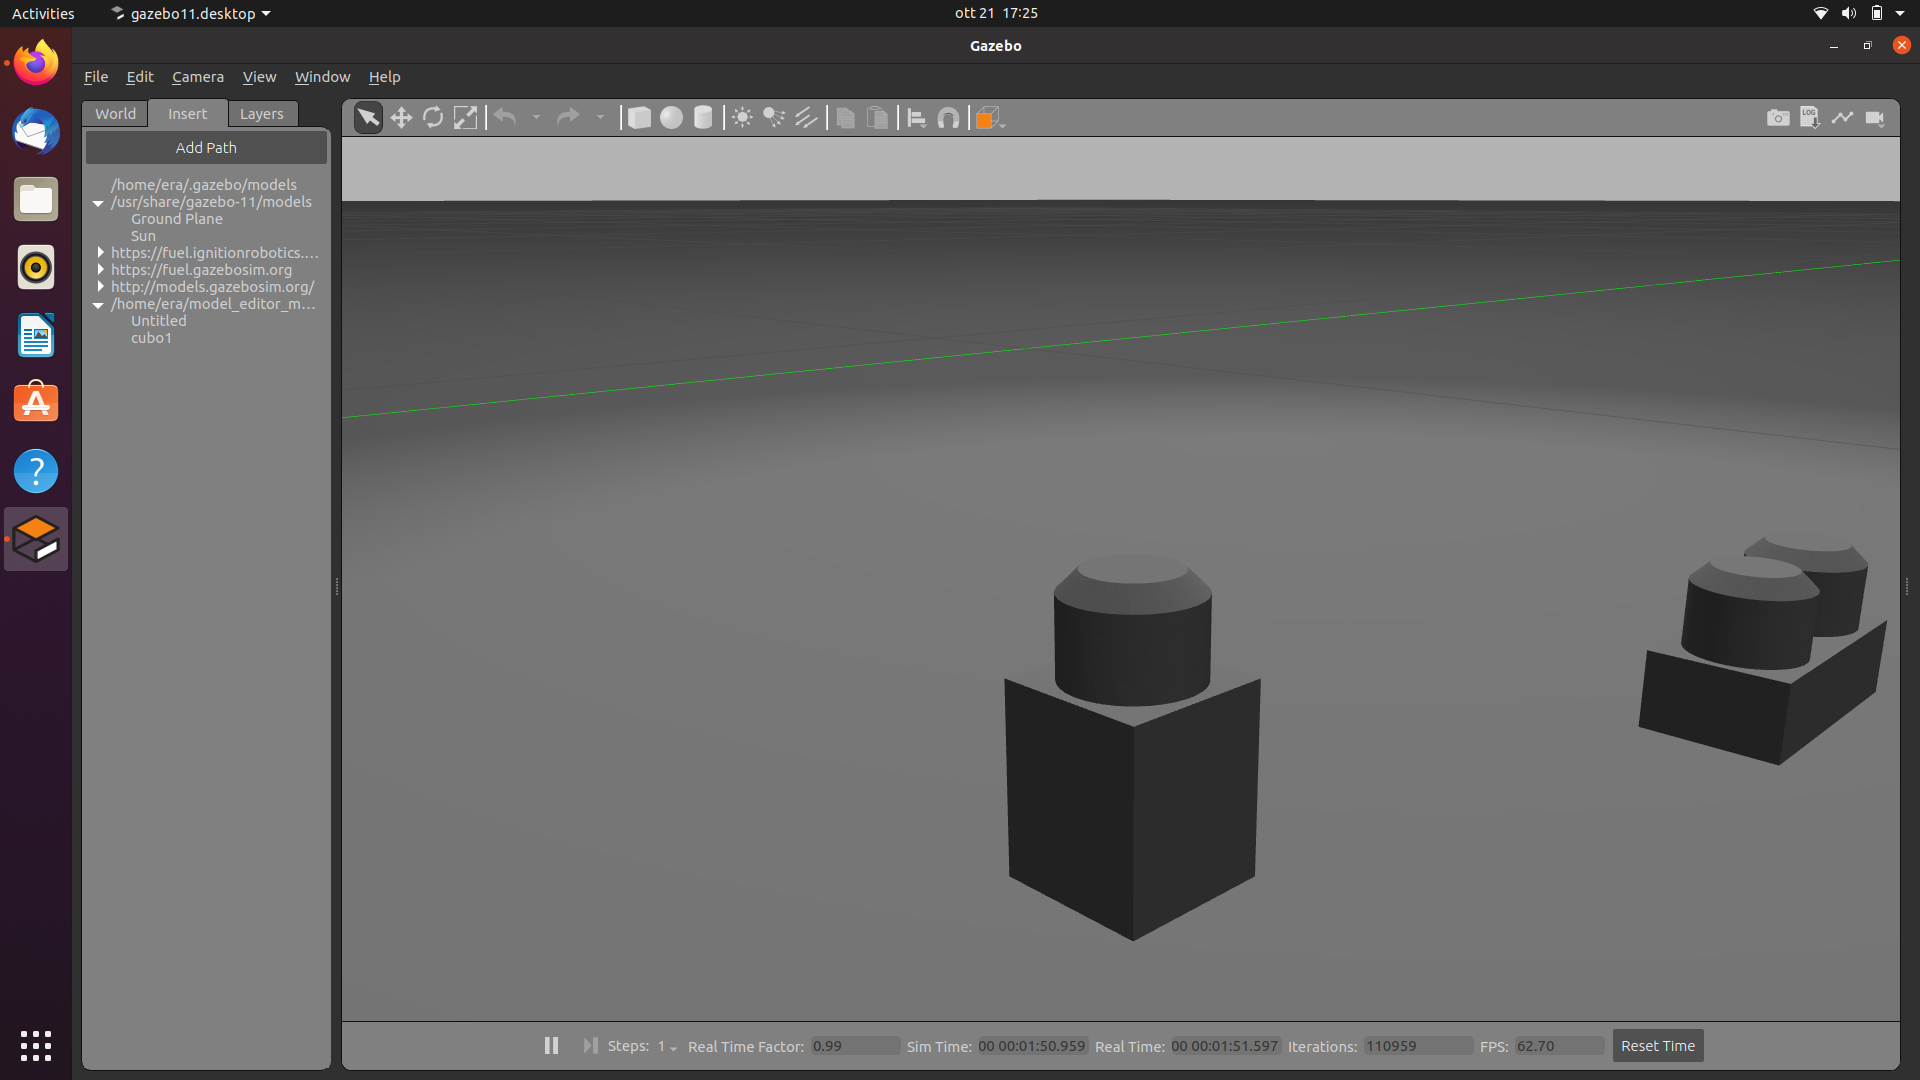 Activities
gazebo11.desktop
ott 21 17:25
Gazebo
File Edit Camera View Window Help
World Insert Layers
Add Path
/home/era/.gazebo/models
/usr/share/gazebo-11/models
Ground Plane
Sun
https://fuel.ignitionrobotics....
https://fuel.gazebosim.org
http://models.gazebosim.org/
/home/era/model_editor_m...
Untitled
cubo1
LOG
Steps: 1 Real Time Factor: 0.99 Sim Time: 00 00:01:50.959 Real Time: 00 00:01:51.597 Iterations: 110959 FPS: 62.70 Reset Time